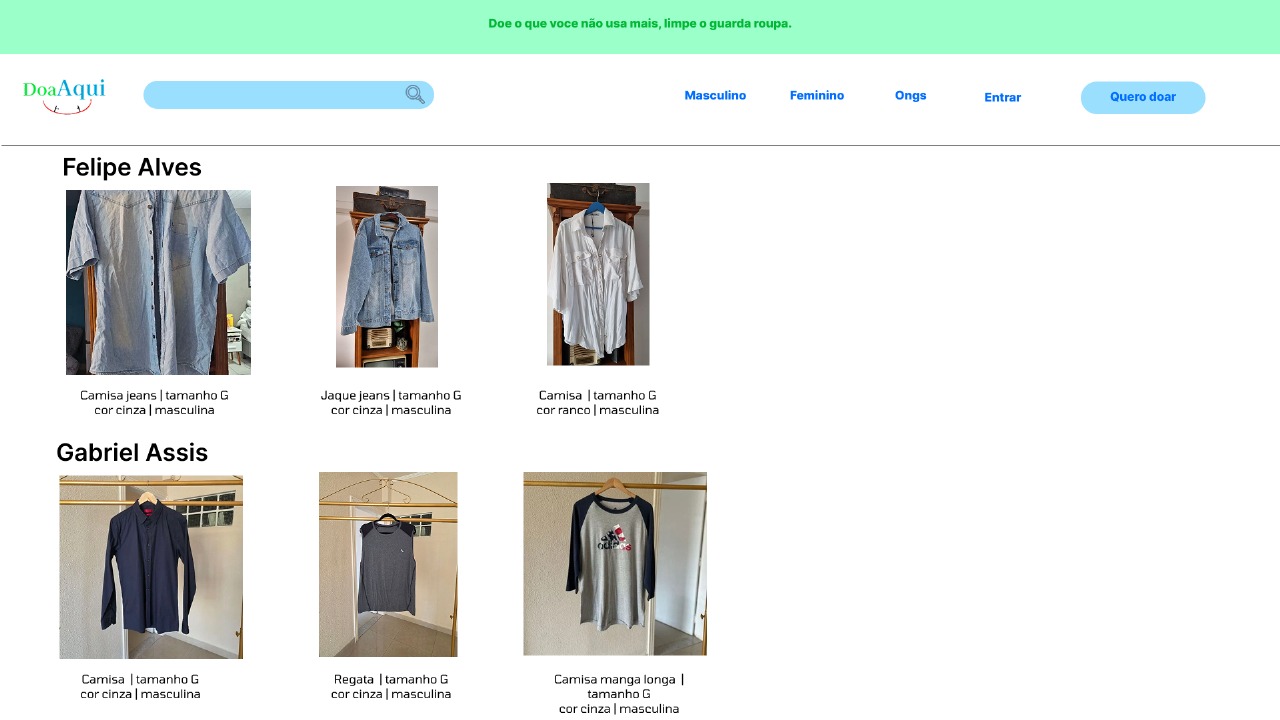 Doe o que voce não usa mais, limpe o guarda roupa.
DoaAqui
Masculino
Feminino
Ongs
Entrar
Quero doar
Felipe Alves
Camisa jeans | tamanho G
cor cinza | masculina
Jaque jeans | tamanho G
cor cinza | masculina
Camisa | tamanho G
cor ranco | masculina
Gabriel Assis
Camisa | tamanho G
cor cinza | masculina
Regata | tamanho G
cor cinza | masculina
Camisa manga longa |
tamanho G
cor cinza | masculina